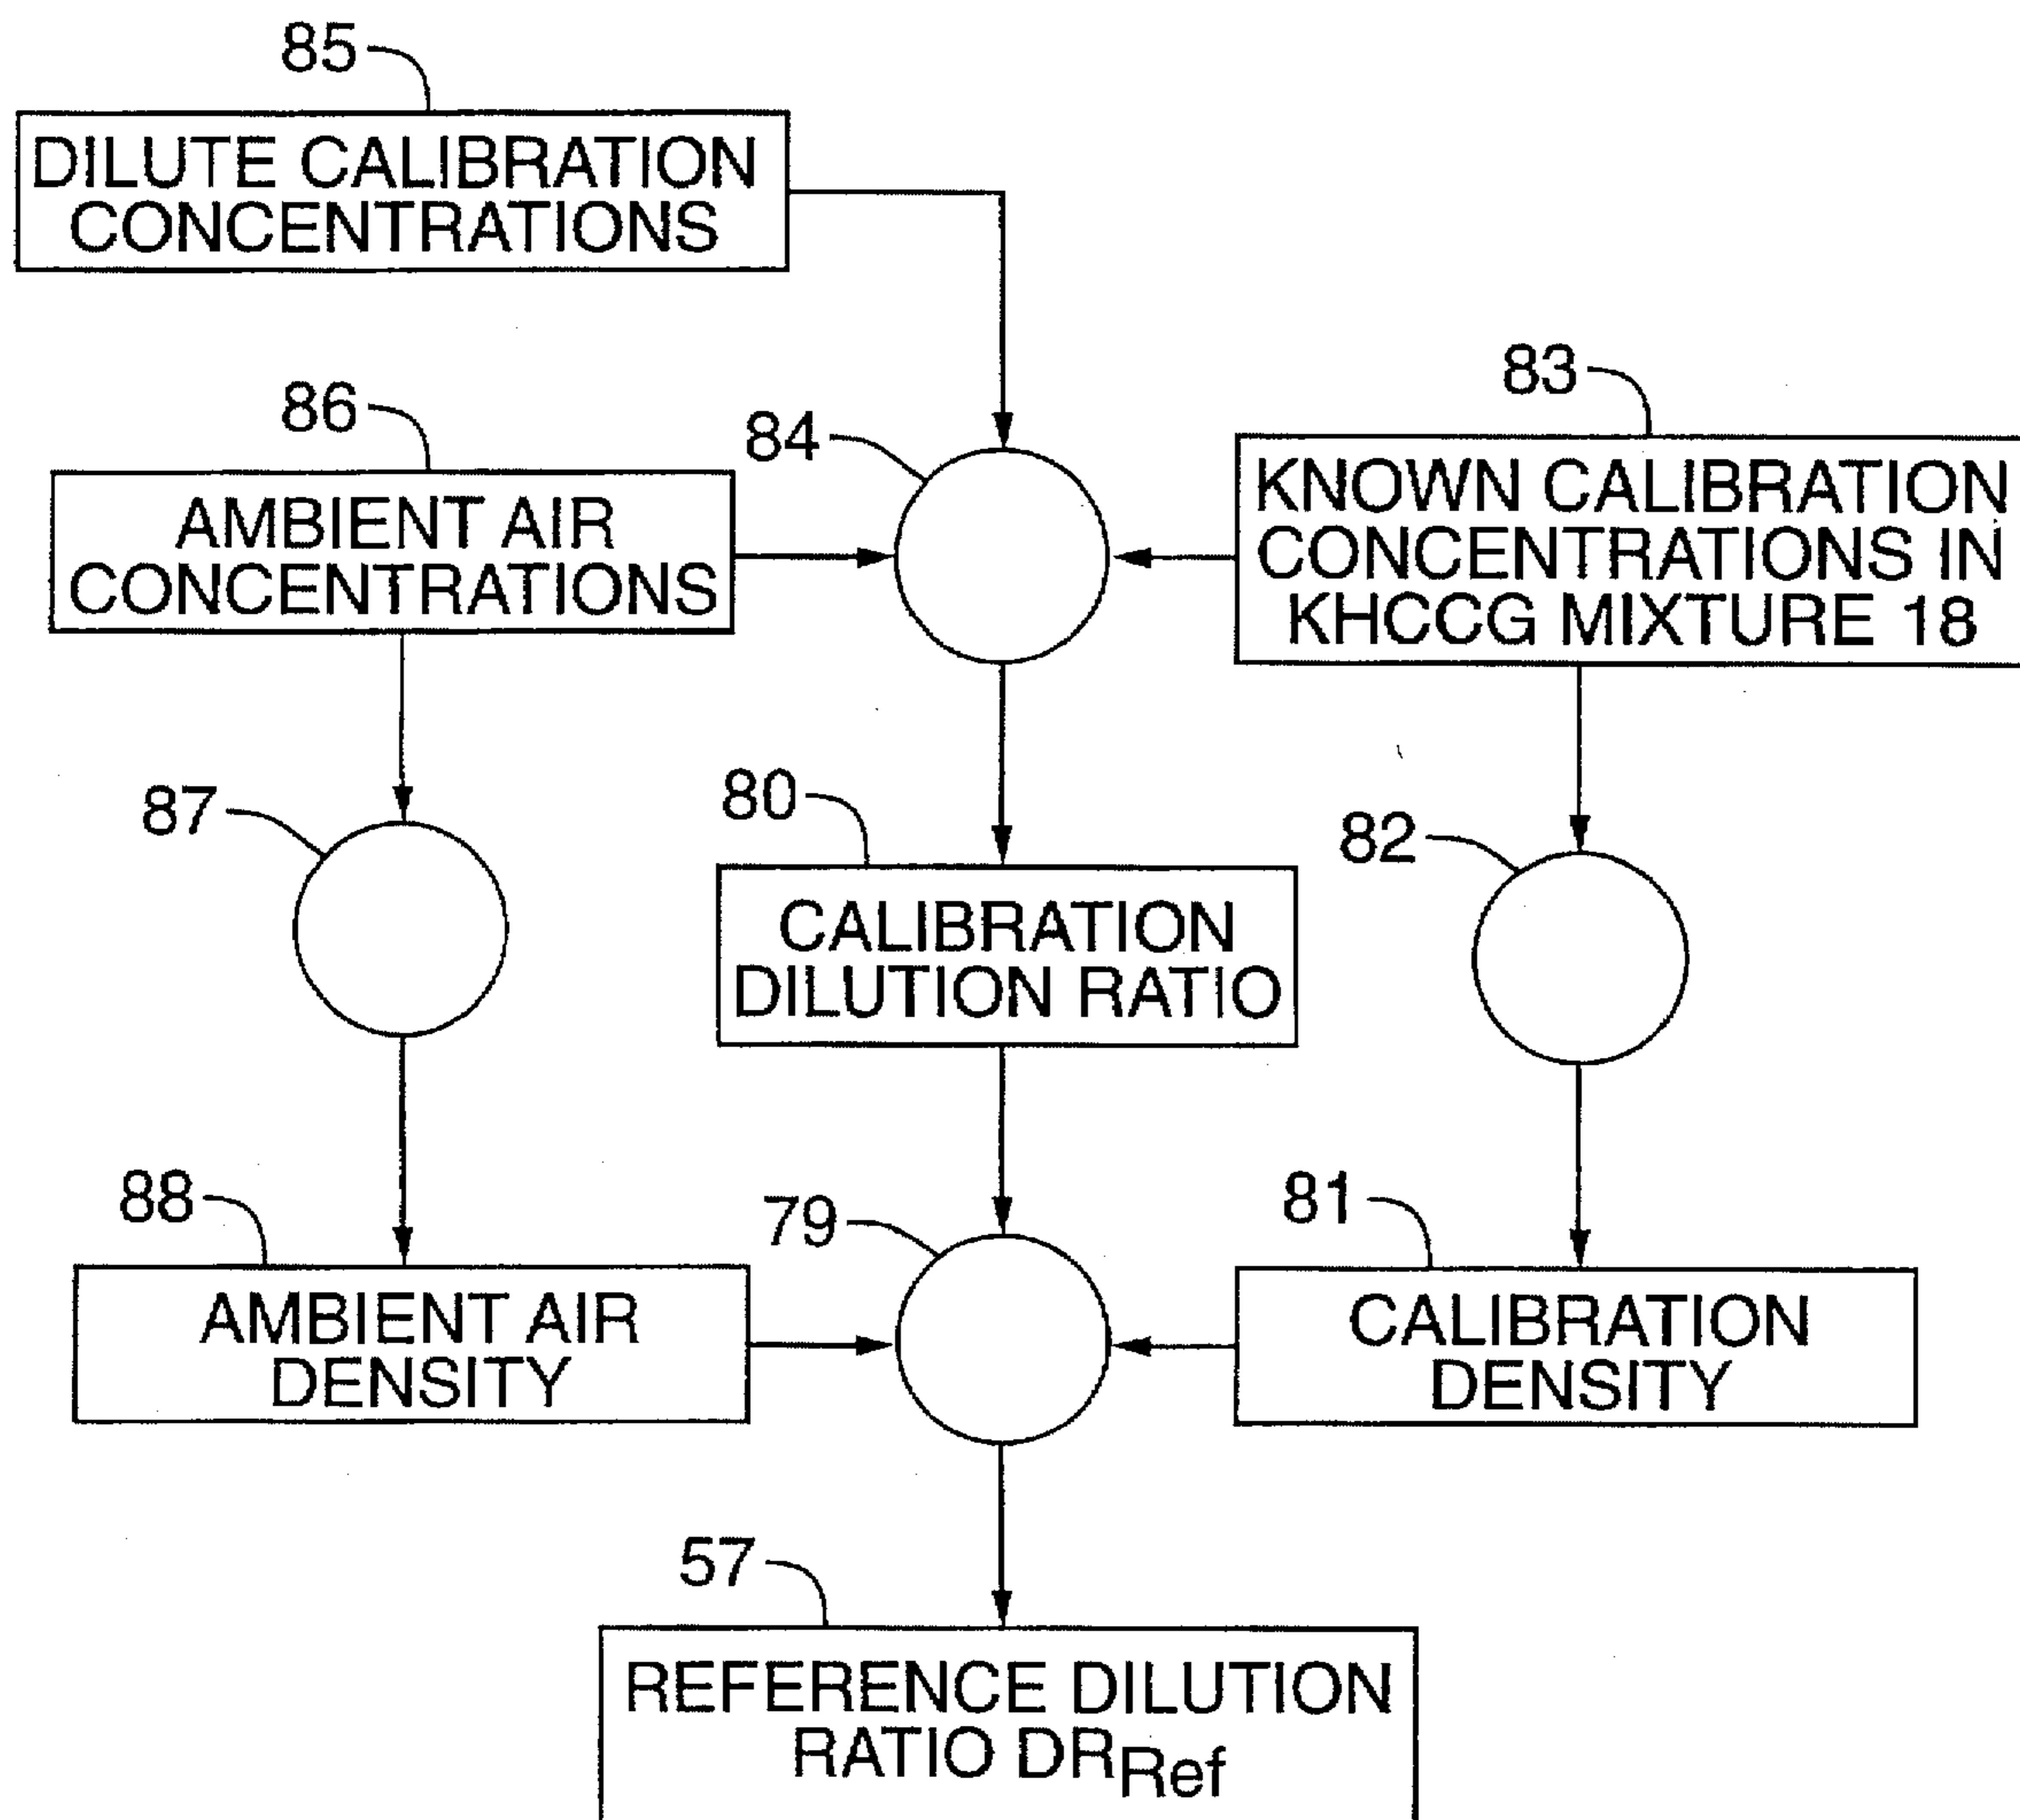 85
DILUTE CALIBRATION
CONCENTRATIONS
86
84
83
AMBIENT AIR
CONCENTRATIONS
KNOWN CALIBRATION
CONCENTRATIONS IN
KHCCG MIXTURE 18
87
80
82
CALIBRATION
DILUTION RATIO
88
79
81
AMBIENT AIR
DENSITY
CALIBRATION
DENSITY
57
REFERENCE DILUTION
RATIO DRRef